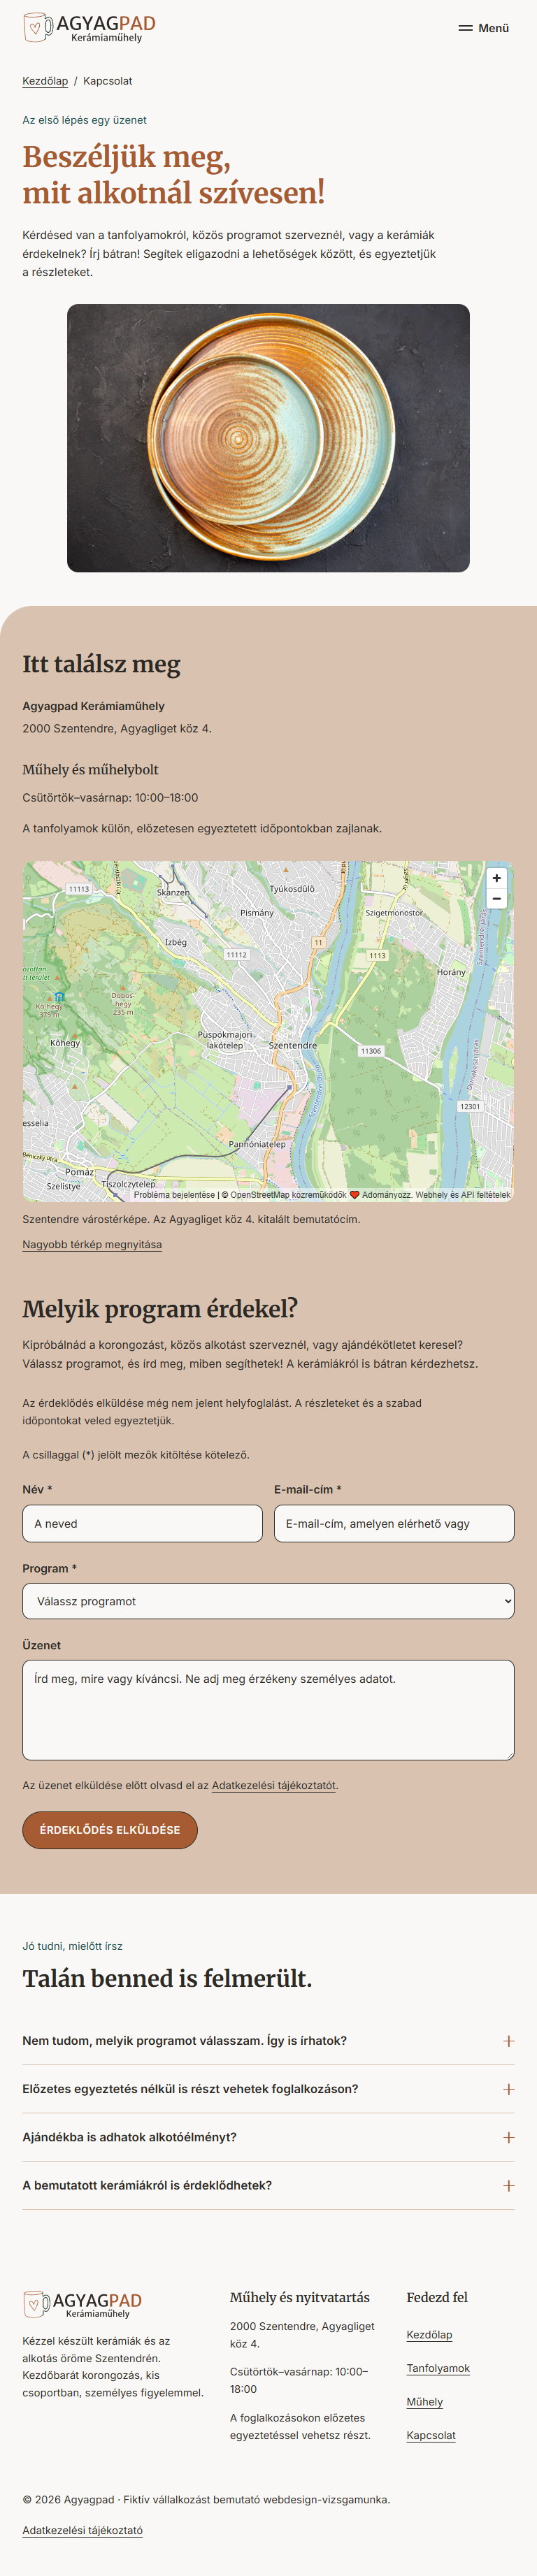 AGYAGPAD
Kerámiaműhely
Menü
Kezdőlap / Kapcsolat
Az első lépés egy üzenet
Beszéljük meg,
mit alkotnál szívesen!
Kérdésed van a tanfolyamokról, közös programot szerveznél, vagy a kerámiák
érdekelnek? Írj bátran! Segítek eligazodni a lehetőségek között, és egyeztetjük
a részleteket.
Itt találsz meg
Agyagpad Kerámiaműhely
2000 Szentendre, Agyagliget köz 4.
Műhely és műhelybolt
Csütörtök–vasárnap: 10:00–18:00
A tanfolyamok külön, előzetesen egyeztetett időpontokban zajlanak.
11113
Skanzen
Tyúkosdűlő
Pismány
Szigetmonostor
Izbég
11
11112
1113
Horány
Dobos-
hegy
235 m
Kő-hegy
Kőhegy
Püspökmajori
lakótelep
Szentendre
11306
12301
Pannóniatelep
Pomáz
Tiszolczytelep
Szelistye
Probléma bejelentése | © OpenStreetMap közreműködők ❤️ Adományozz. Webhely és API feltételek
Szentendre várostérképe. Az Agyagliget köz 4. kitalált bemutatócím.
Nagyobb térkép megnyitása
Melyik program érdekel?
Kipróbálnád a korongozást, közös alkotást szerveznél, vagy ajándékötletet keresel?
Válassz programot, és írd meg, miben segíthetek! A kerámiákról is bátran kérdezhetsz.
Az érdeklődés elküldése még nem jelent helyfoglalást. A részleteket és a szabad
időpontokat veled egyeztetjük.
A csillaggal (*) jelölt mezők kitöltése kötelező.
Név *
E-mail-cím *
A neved
E-mail-cím, amelyen elérhető vagy
Program *
Válassz programot
Üzenet
Írd meg, mire vagy kíváncsi. Ne adj meg érzékeny személyes adatot.
Az üzenet elküldése előtt olvasd el az Adatkezelési tájékoztatót.
ÉRDEKLŐDÉS ELKÜLDÉSE
Jó tudni, mielőtt írsz
Talán benned is felmerült.
Nem tudom, melyik programot válasszam. Így is írhatok?
Előzetes egyeztetés nélkül is részt vehetek foglalkozáson?
Ajándékba is adhatok alkotóélményt?
A bemutatott kerámiákról is érdeklődhetek?
AGYAGPAD
Kerámiaműhely
Kézzel készült kerámiák és az
alkotás öröme Szentendrén.
Kezdőbarát korongozás, kis
csoportban, személyes figyelemmel.
Műhely és nyitvatartás
2000 Szentendre, Agyagliget
köz 4.
Csütörtök–vasárnap: 10:00–
18:00
A foglalkozásokon előzetes
egyeztetéssel vehetsz részt.
Fedezd fel
Kezdőlap
Tanfolyamok
Műhely
Kapcsolat
© 2026 Agyagpad · Fiktív vállalkozást bemutató webdesign-vizsgamunka.
Adatkezelési tájékoztató